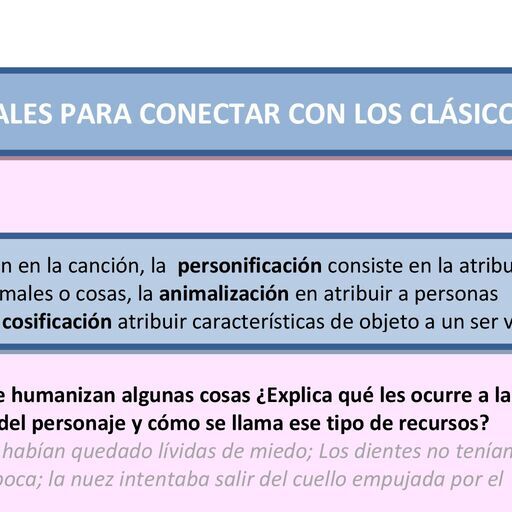 ALES PARA CONECTAR CON LOS CLÁSICO
n en la canción, la personificación consiste en la atribu
males o cosas, la animalización en atribuir a personas
cosificación atribuir características de objeto a un ser v
e humanizan algunas cosas ¿Explica qué les ocurre a la
del personaje y cómo se llama ese tipo de recursos?
habían quedado lívidas de miedo; Los dientes no tenían
boca; la nuez intentaba salir del cuello empujada por el